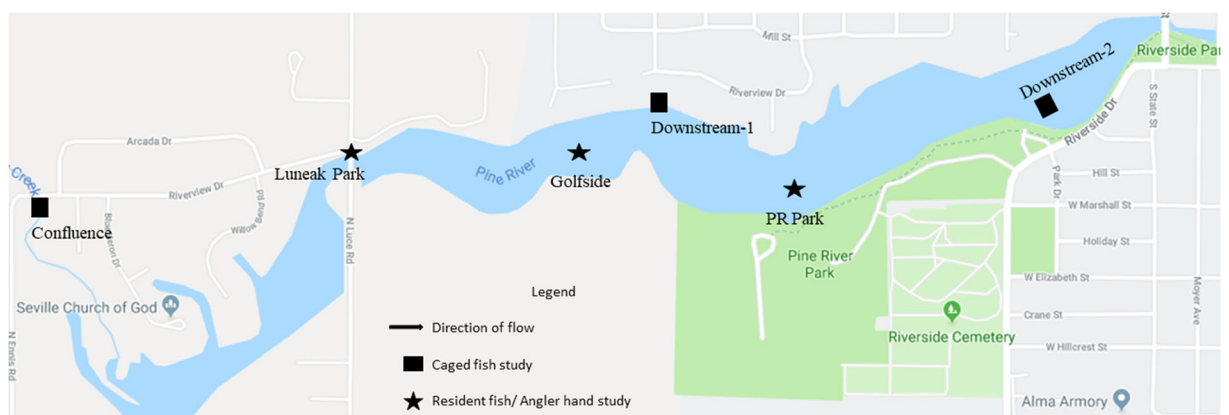 Mill St
Riverside Par
Downstream-2
Riverview Dr
S State St
Downstream-1
Riverside Dr
Arcada Dr
Luneak Park
Pine River
Golfside
Park Dr
Hill St
Creek
Riverview Dr
Willow Bend Rd
PR Park
W Marshall St
Confluence
Bluegeron Dr
N Luce Rd
Holiday St
Pine River
Park
Moyer Ave
W Elizabeth St
Legend
Seville Church of God
Crane St
N Ennis Rd
Direction of flow
Riverside Cemetery
W Hillcrest St
Caged fish study
Resident fish/ Angler hand study
Alma Armory